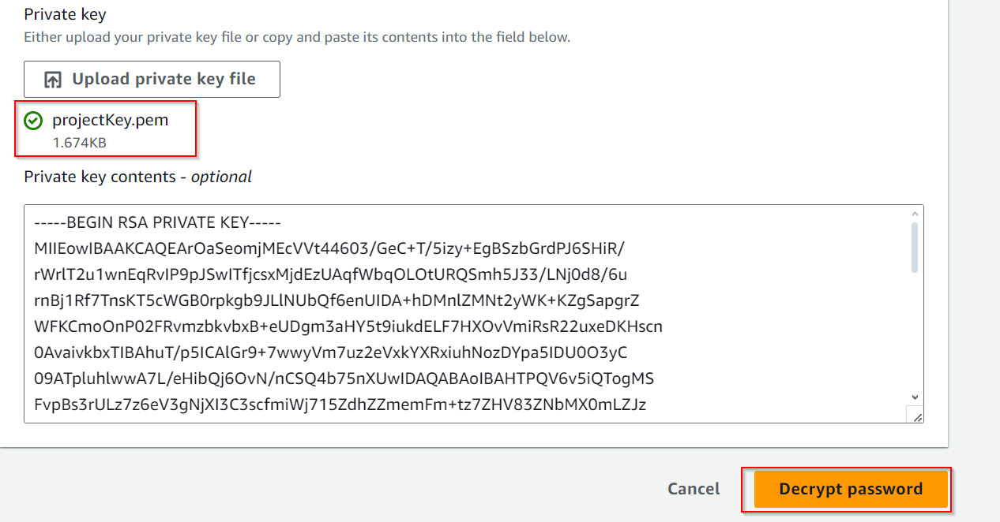 Private key
Either upload your private key file or copy and paste its contents into the field below.
Upload private key file
projectKey.pem
1.674KB
Private key contents - optional
-----BEGIN RSA PRIVATE KEY-----
MIIEowIBAAKCAQEArOaSeomjMEcVVt44603/GeC+T/5izy+EgBSzbGrdPJ6SHiR/
rWrlT2u1wnEqRvIP9pJSwITfjcsxMjdEzUAqfWbqOLOtURQSmh5J33/LNj0d8/6u
rnBj1Rf7TnsKT5cWGB0rpkgb9JLlNUbQf6enUIDA+hDMnlZMNt2yWK+KZgSapgrZ
WFKCmoOnP02FRvmzbkvbxB+eUDgm3aHY5t9iukdELF7HXOvVmiRsR22uxeDKHscn
0AvaivkbxTIBAhuT/p5ICAlGr9+7wwyVm7uz2eVxkYXRxiuhNozDYpa5IDU0O3yC
09ATpluhlwwA7L/eHibQj6OvN/nCSQ4b75nXUwIDAQABAoIBAHTPQV6v5iQTogMS
FvpBs3rULz7z6eV3gNjXI3C3scfmiWj715ZdhZZmemFm+tz7ZHV83ZNbMX0mLZJz
Cancel
Decrypt password